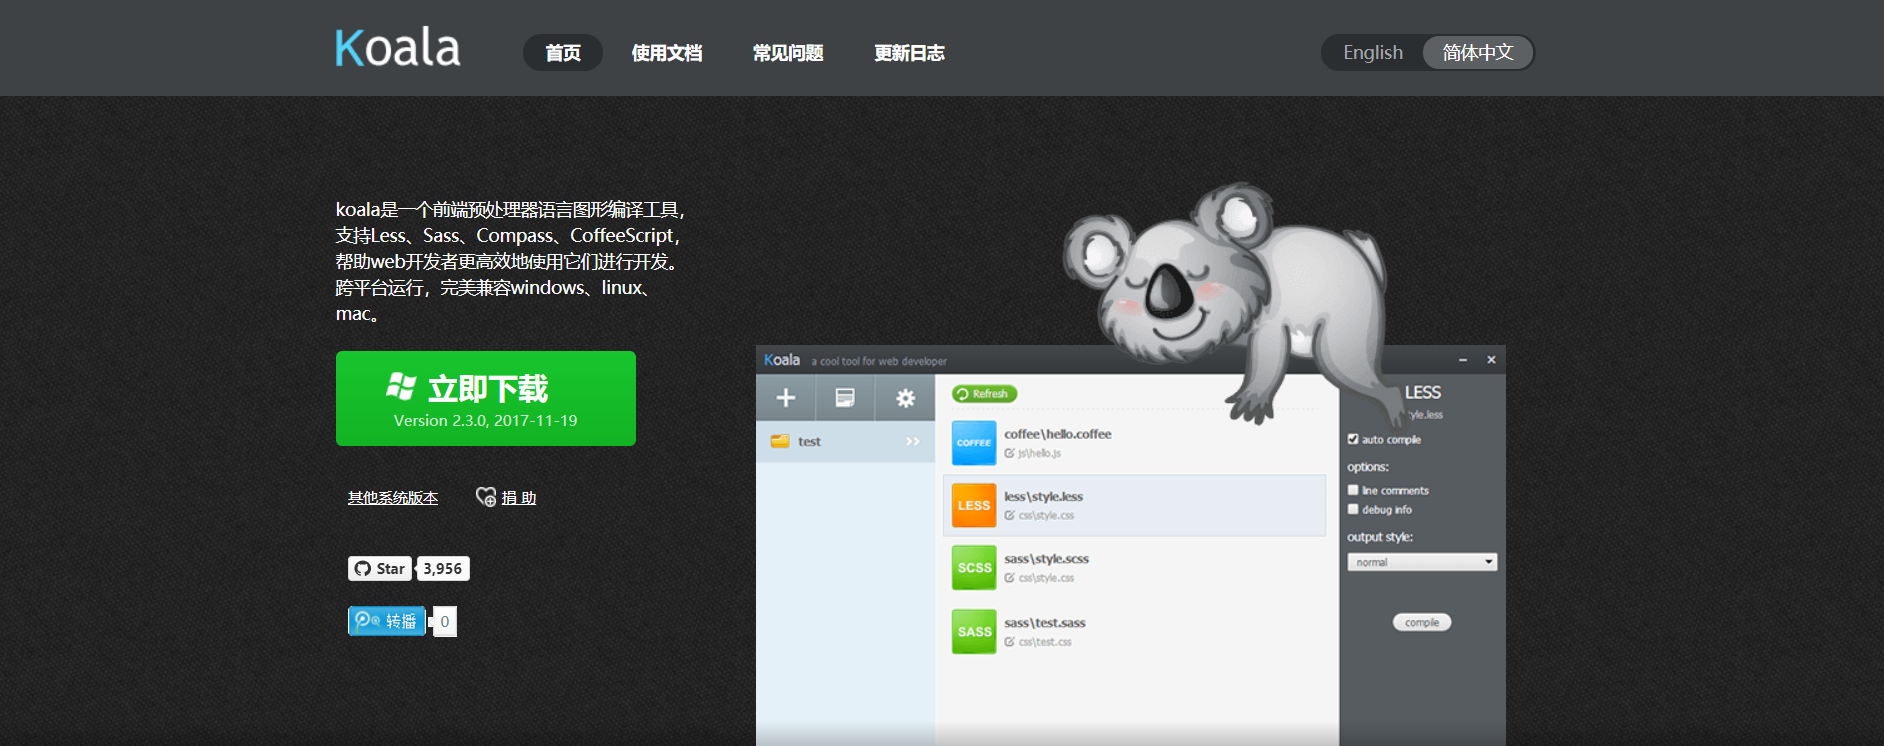 Koala
首页 使用文档 常见问题 更新日志
English 简体中文
koala是一个前端预处理器语言图形编译工具，
支持Less、Sass、Compass、CoffeeScript，
帮助web开发者更高效地使用它们进行开发。
跨平台运行，完美兼容windows、linux、
mac。
立即下载
Version 2.3.0, 2017-11-19
其他系统版本 捐 助
Star 3,956
转播 0
Koala a cool tool for web developer
test
Refresh
COFFEE coffee\hello.coffee
js\hello.js
LESS less\style.less
css\style.css
SCSS sass\style.scss
css\style.css
SASS sass\test.sass
css\test.css
LESS
style.less
auto compile
options:
line comments
debug info
output style:
normal
compile